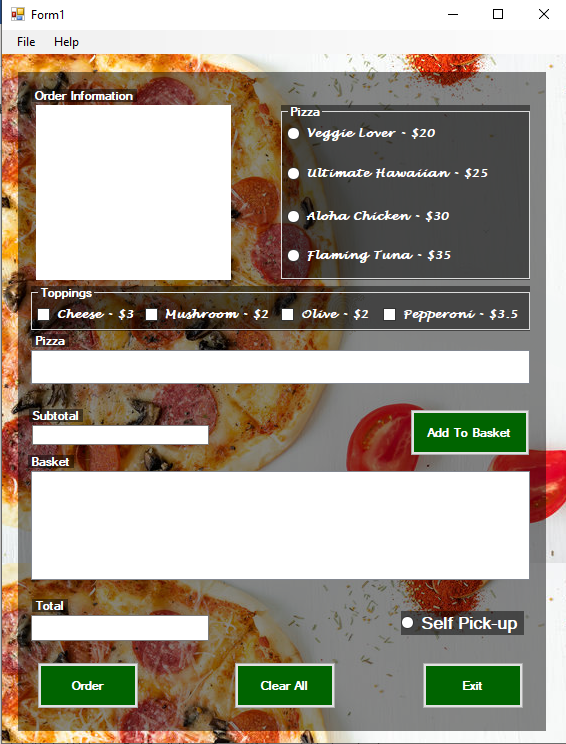 Form1
File Help
Order Information
Pizza
Veggie Lover - $20
Ultimate Hawaiian - $25
Aloha Chicken - $30
Flaming Tuna - $35
Toppings
Cheese - $3 Mushroom - $2 Olive - $2 Pepperoni - $3.5
Pizza
Subtotal
Add To Basket
Basket
Total
Self Pick-up
Order Clear All Exit